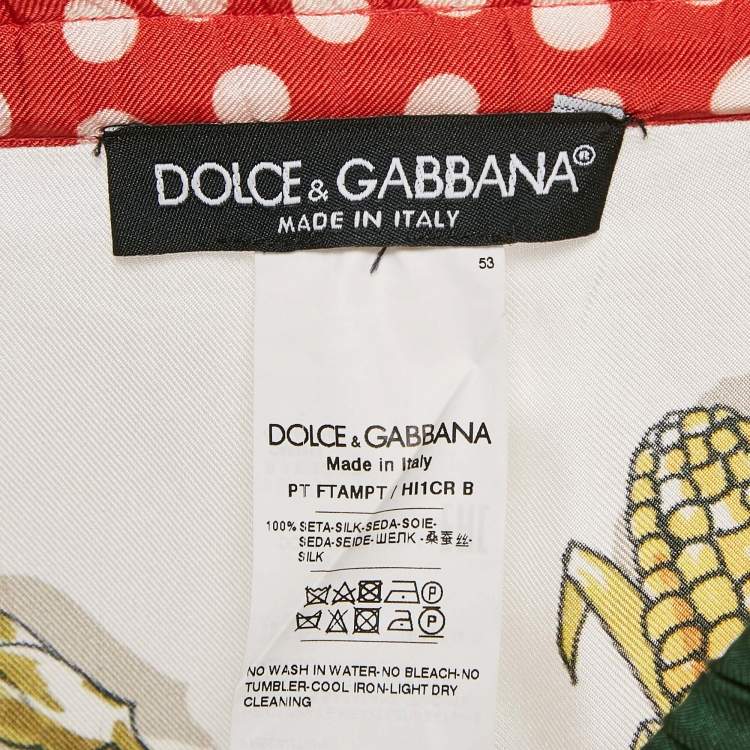 DOLCE & GABBANA®
MADE IN ITALY
53
DOLCE & GABBANA
Made in Italy
PT FTAMPT / HI1CR B
100% SETA-SILK-SEDA-SOIE-
SEDA-SEIDE-ШЕЛК -桑蚕丝-
SILK
NO WASH IN WATER-NO BLEACH-NO
TUMBLER-COOL IRON-LIGHT DRY
CLEANING